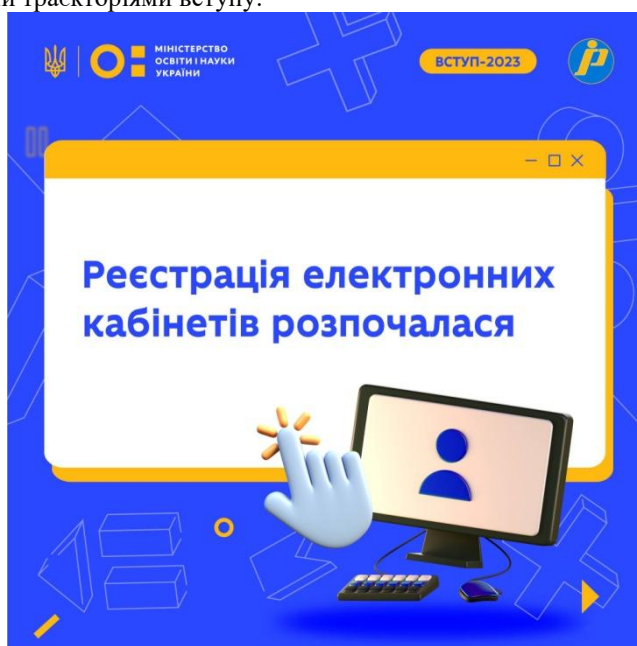 и траєкторіями вступу.
МІНІСТЕРСТВО
ОСВІТИ І НАУКИ
УКРАЇНИ
ВСТУП-2023
Реєстрація електронних
кабінетів розпочалася